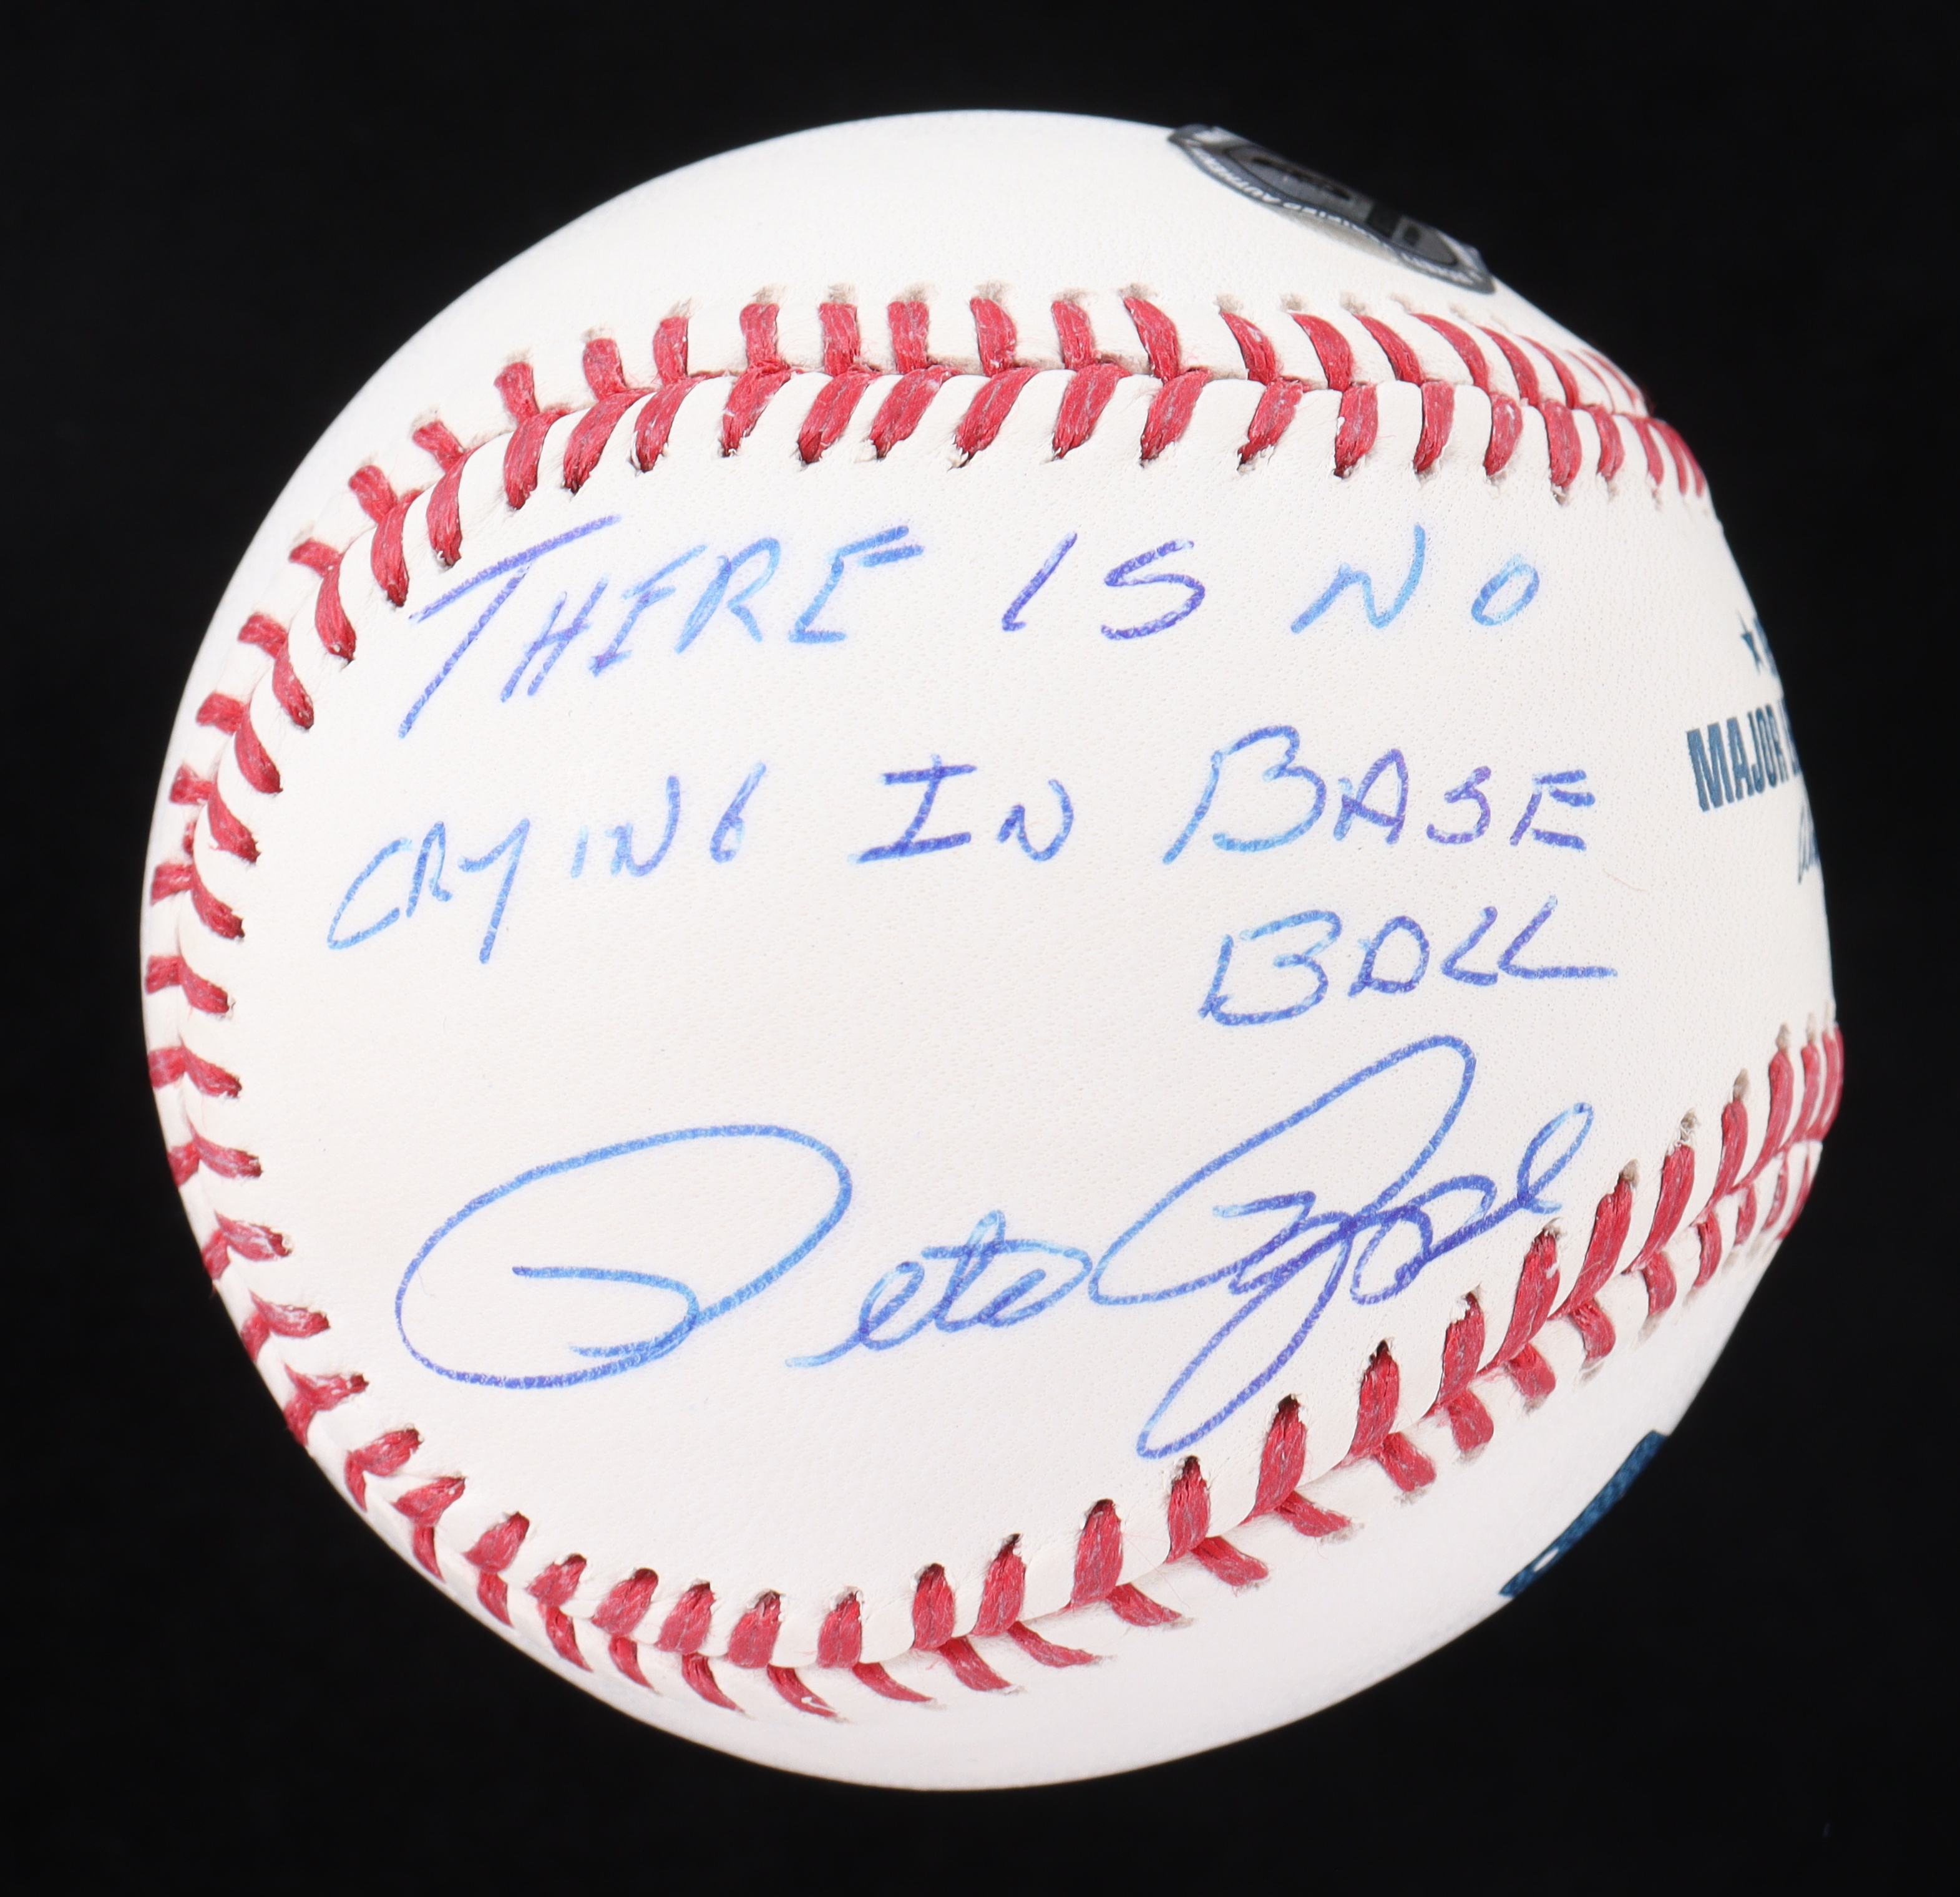 THERE IS NO
CRYING IN BASE
BALL
Pete Rose
MAJOR